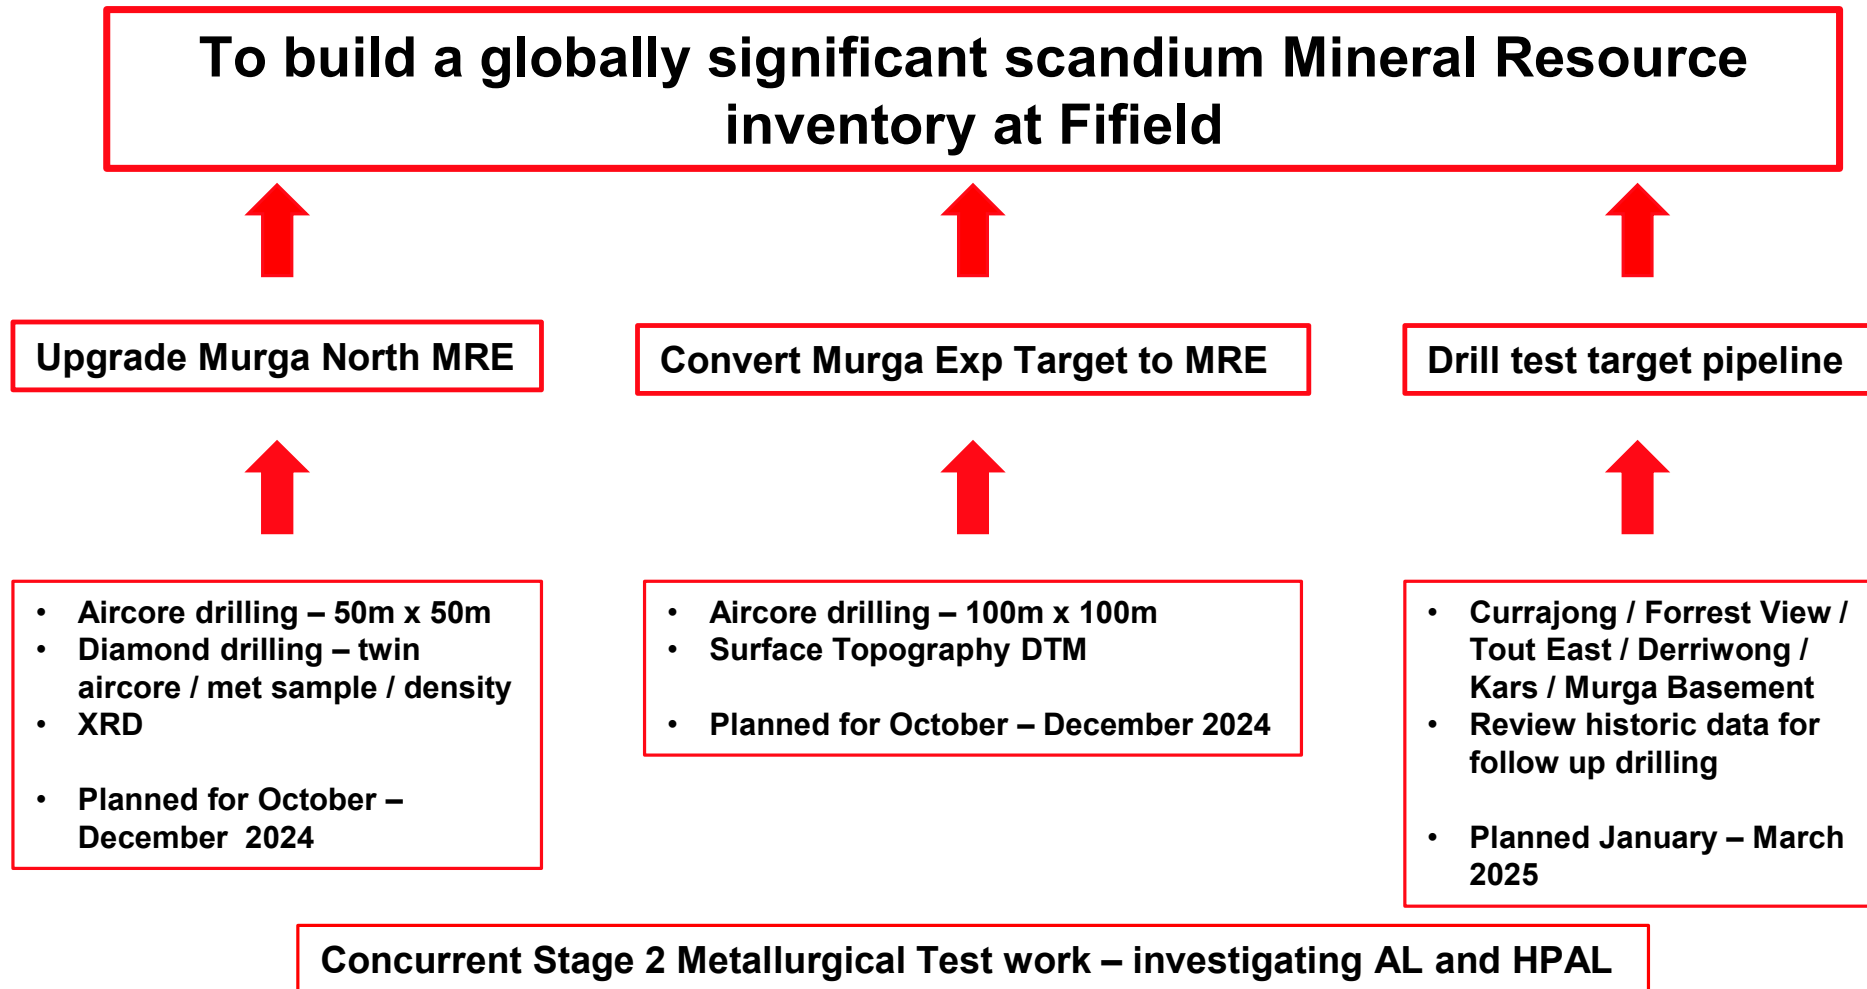 To build a globally significant scandium Mineral Resource
inventory at Fifield
Upgrade Murga North MRE
Convert Murga Exp Target to MRE
Drill test target pipeline
• Aircore drilling – 50m x 50m
• Diamond drilling – twin
aircore / met sample / density
• XRD
• Planned for October –
December 2024
• Aircore drilling – 100m x 100m
• Surface Topography DTM
• Planned for October – December 2024
• Currajong / Forrest View /
Tout East / Derriwong /
Kars / Murga Basement
• Review historic data for
follow up drilling
• Planned January – March
2025
Concurrent Stage 2 Metallurgical Test work – investigating AL and HPAL